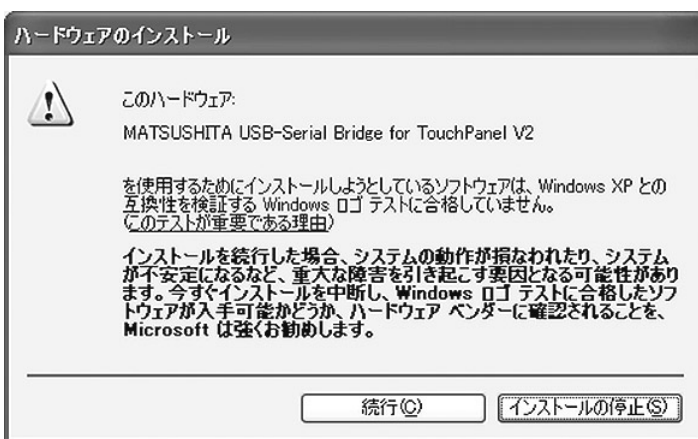 ハードウェアのインストール
このハードウェア:
MATSUSHITA USB-Serial Bridge for TouchPanel V2
を使用するためにインストールしようとしているソフトウェアは、Windows XP との
互換性を検証する Windows ロゴ テストに合格していません。
(このテストが重要である理由)
インストールを続行した場合、システムの動作が損なわれたり、システム
が不安定になるなど、重大な障害を引き起こす要因となる可能性があり
ます。今すぐインストールを中断し、Windows ロゴ テストに合格したソフ
トウェアが入手可能かどうか、ハードウェア ベンダーに確認されることを、
Microsoft は強くお勧めします。
続行(C) インストールの停止(S)